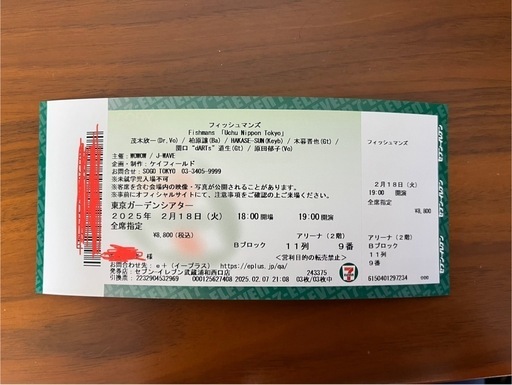 フィッシュマンズ
Fishmans 「Uchu Nippon Tokyo」
茂木欣一(Dr,Vo) / 柏原譲(Ba) / HAKASE-SUN(Keyb) / 木暮晋也(Gt) /
関口"dARTs"道生(Gt) / 原田郁子(Vo)
主催:WOWOW / J-WAVE
企画・制作:ケイフィールド
お問合せ:SOGO TOKYO 03-3405-9999
※未就学児入場不可
※客席を含む会場内の映像・写真が公開されることがあります。
※事前にオフィシャルサイトにて、注意事項をご確認の上ご来場ください。
東京ガーデンシアター
2025年 2月18日(火) 18:00開場 19:00開演
全席指定
¥8,800(税込)
アリーナ(2階)
Bブロック 11列 9番
様 <営利目的の転売禁止>
お問合せ先:e+(イープラス) https://eplus.jp/qa/
発券店:セブン-イレブン武蔵浦和西口店 243375
引換票:2232904532969 000125627408 2025.02.07 21:08 03枚/03枚中
フィッシュマンズ
2月18日(火)
19:00 開演
全席指定
¥8,800
アリーナ(2階)
Bブロック
11列
9番
6150401297234